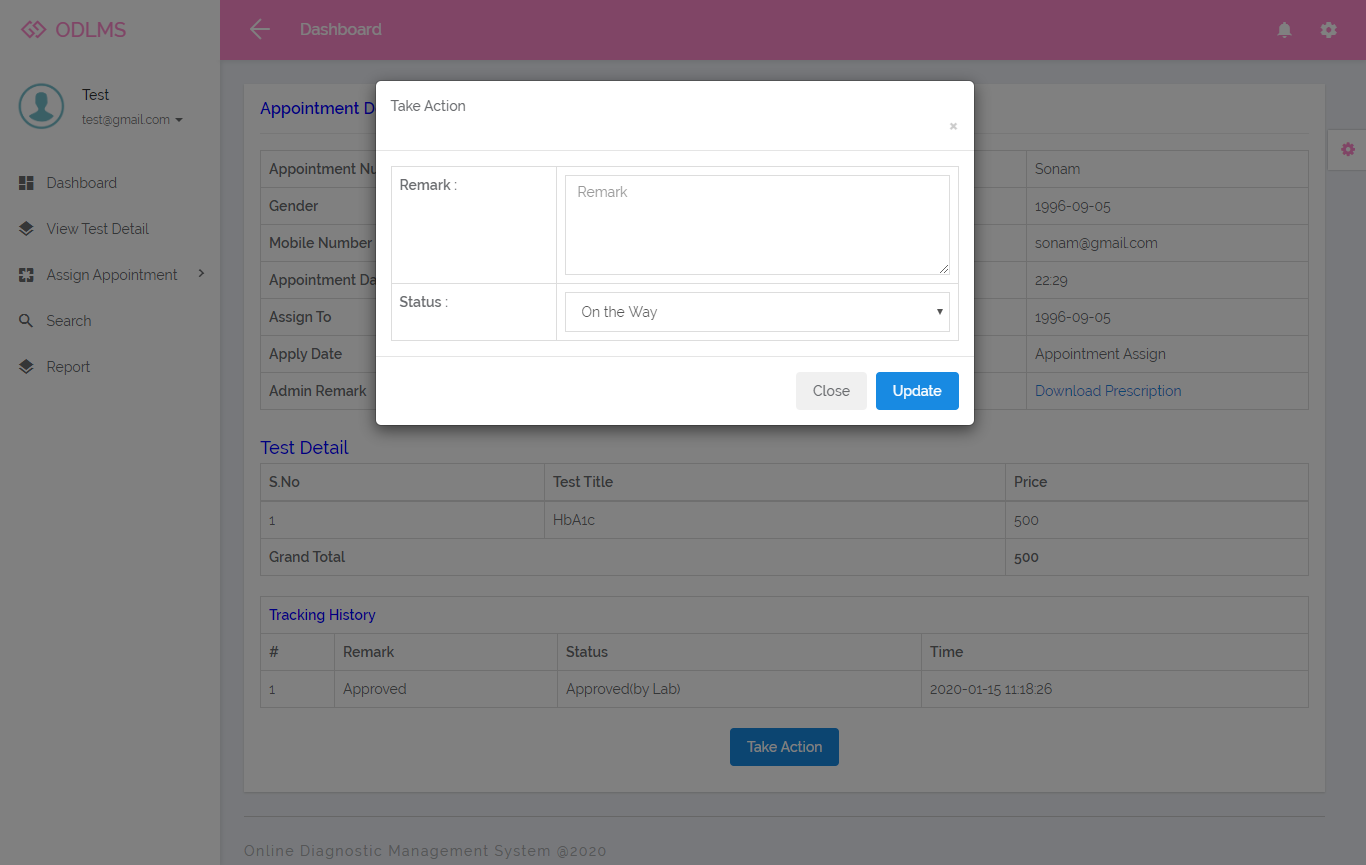 ODLMS
Dashboard
Test
test@gmail.com
Dashboard
View Test Detail
Assign Appointment
Search
Report
Take Action
×
Remark :
Remark
Status :
On the Way
Close
Update
Appointment D
Appointment Nu
Sonam
Gender
1996-09-05
Mobile Number
sonam@gmail.com
Appointment Da
22:29
Assign To
1996-09-05
Apply Date
Appointment Assign
Admin Remark
Download Prescription
Test Detail
S.No Test Title Price
1 HbA1c 500
Grand Total 500
Tracking History
# Remark Status Time
1 Approved Approved(by Lab) 2020-01-15 11:18:26
Take Action
Online Diagnostic Management System @2020